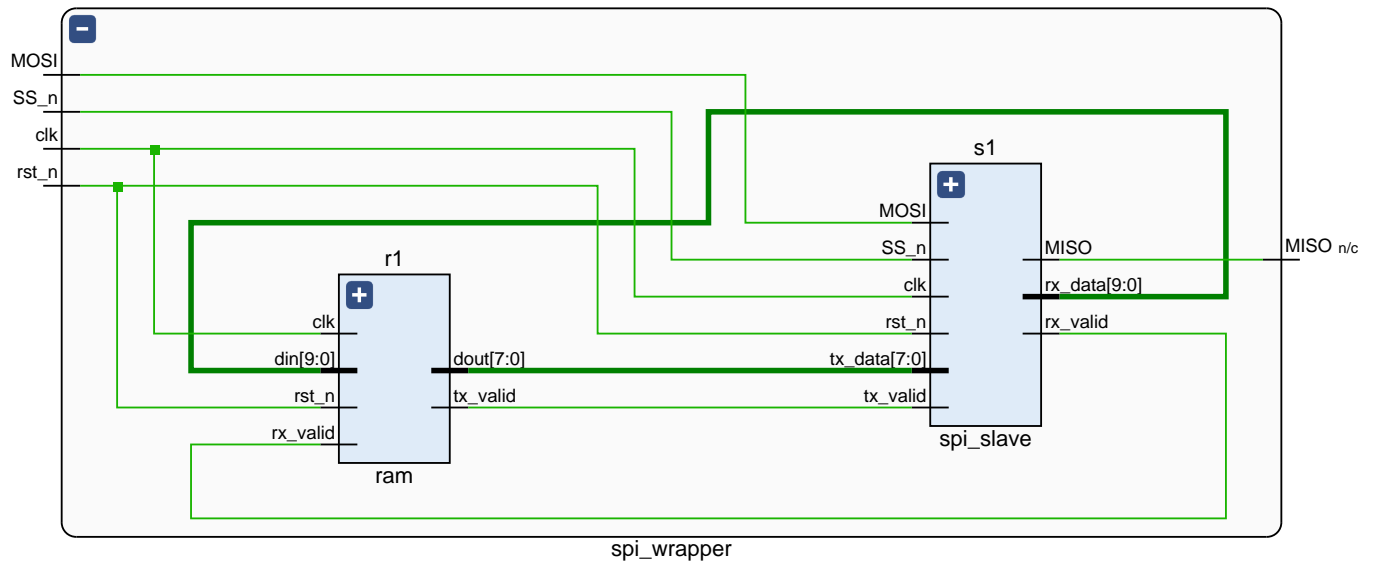 MOSI
SS_n
clk
rst_n
s1
MOSI
SS_n
clk
rst_n
tx_data[7:0]
tx_valid
MISO
rx_data[9:0]
rx_valid
spi_slave
MISO n/c
r1
clk
din[9:0]
rst_n
rx_valid
dout[7:0]
tx_valid
ram
spi_wrapper